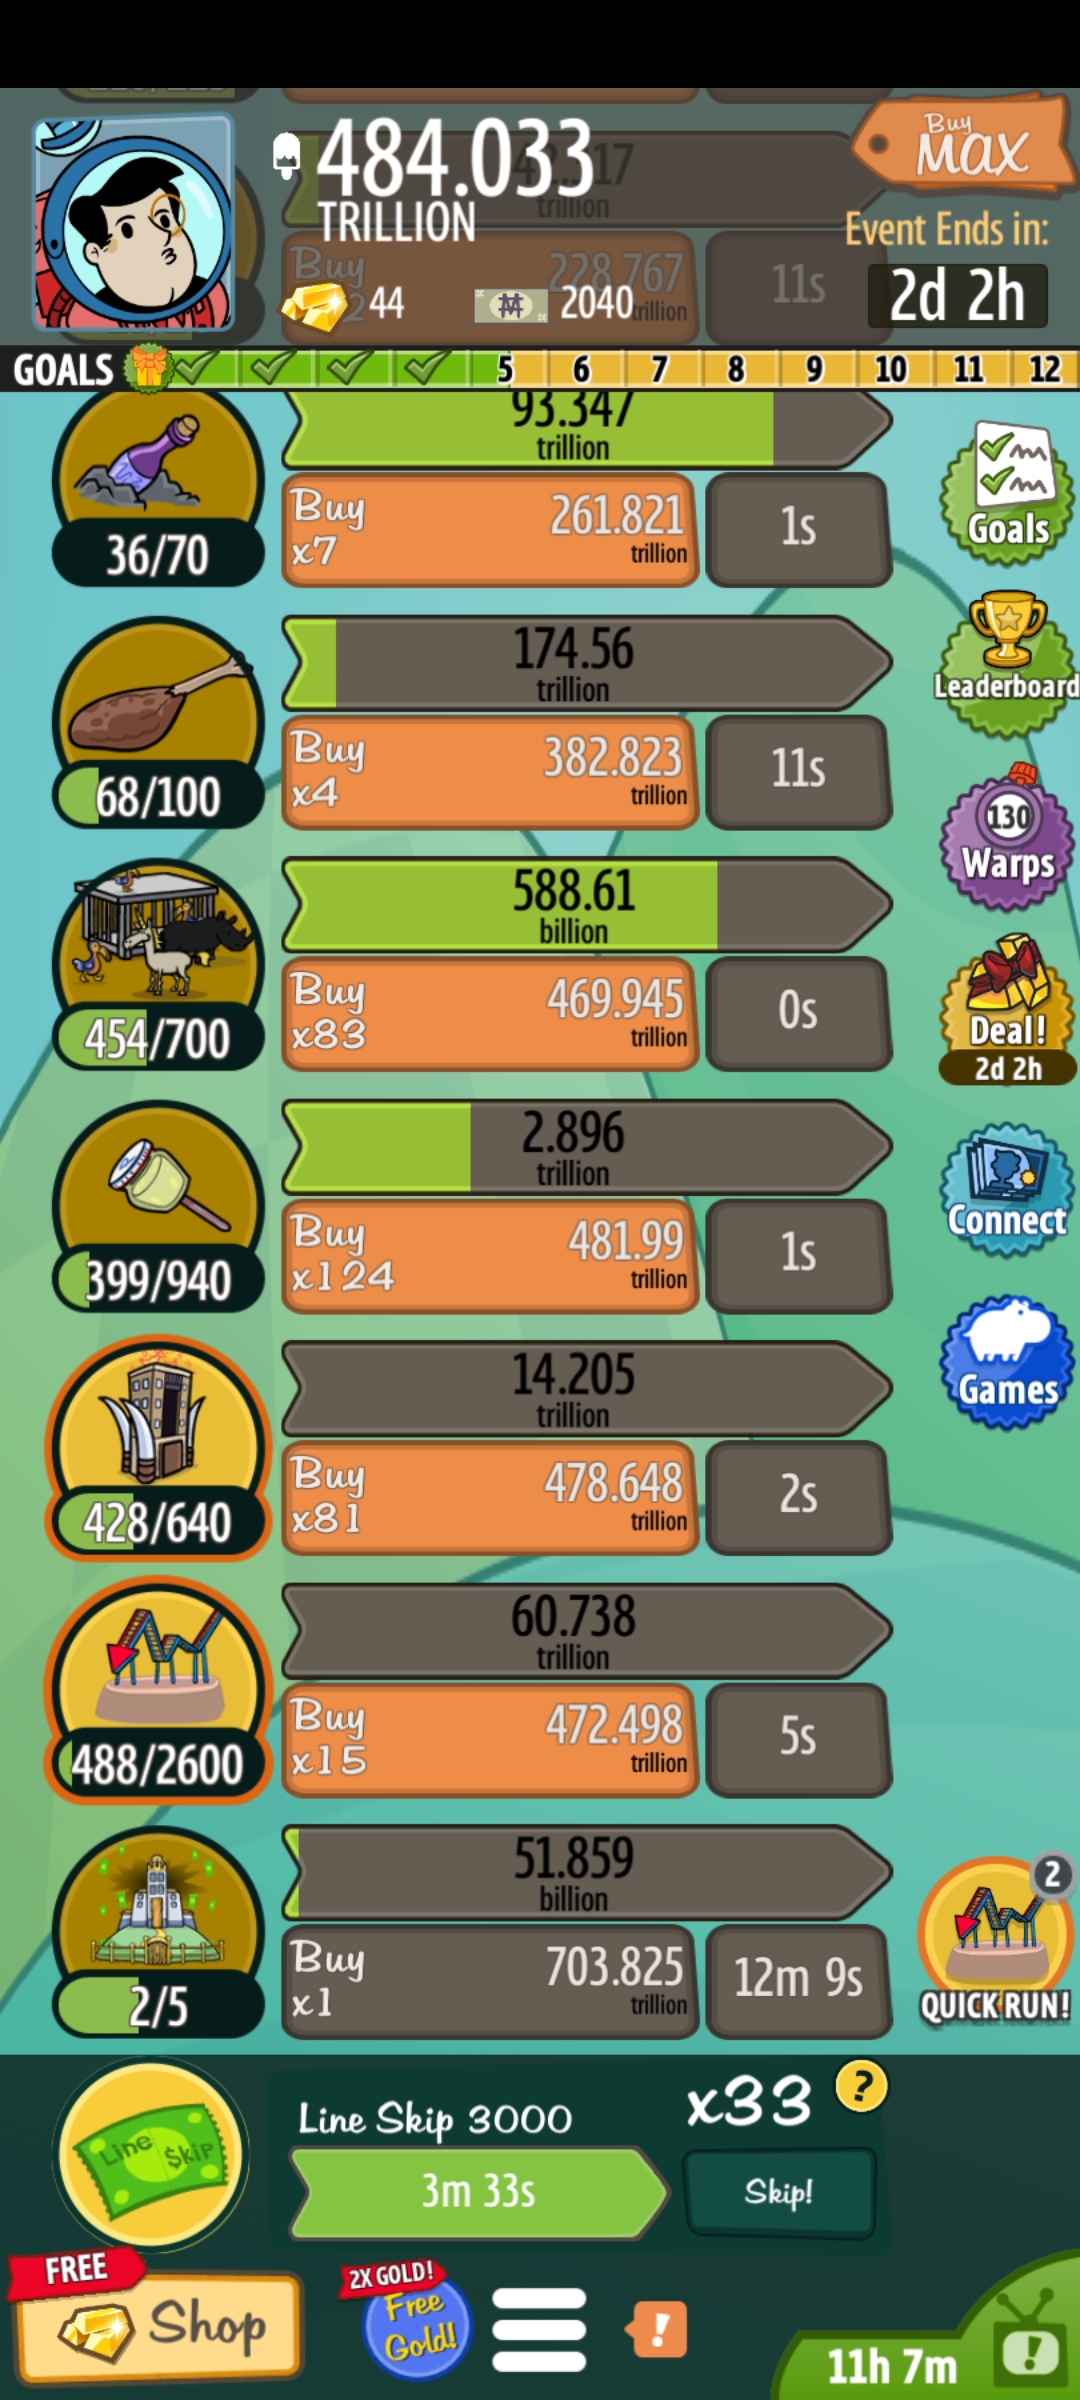 484.033
TRILLION
Buy
MAX
Event Ends in:
2d 2h
trillion
Buy
228.767
trillion
11s
44
2040
GOALS
5
6
7
8
9
10
11
12
93.347
trillion
36/70
Buy
x7
261.821
trillion
1s
Goals
174.56
trillion
68/100
Buy
x4
382.823
trillion
11s
Leaderboard
588.61
billion
454/700
Buy
x83
469.945
trillion
0s
130
Warps
Deal!
2d 2h
2.896
trillion
399/940
Buy
x124
481.99
trillion
1s
Connect
14.205
trillion
428/640
Buy
x81
478.648
trillion
2s
Games
60.738
trillion
488/2600
Buy
x15
472.498
trillion
5s
51.859
billion
2/5
Buy
x1
703.825
trillion
12m 9s
2
QUICK RUN!
Line Skip
Line Skip 3000
x33
?
3m 33s
Skip!
FREE
Shop
2X GOLD!
Free
Gold!
!
11h 7m
!